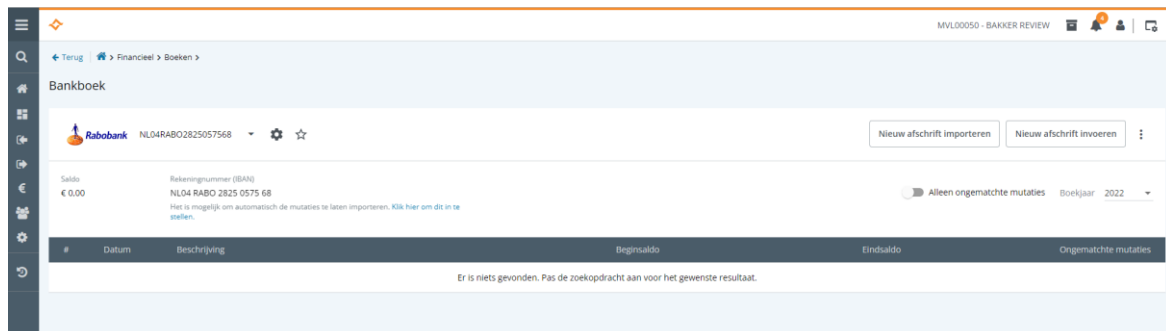 MVL00050 - BAKKER REVIEW
4
Terug > Financieel > Boeken >
Bankboek
Rabobank NL04RABO2825057568
Nieuw afschrift importeren
Nieuw afschrift invoeren
Saldo
€ 0,00
Rekeningnummer (IBAN)
NL04 RABO 2825 0575 68
Het is mogelijk om automatisch de mutaties te laten importeren. Klik hier om dit in te
stellen.
Alleen ongematchte mutaties
Boekjaar 2022
# Datum Beschrijving Beginsaldo Eindsaldo Ongematchte mutaties
Er is niets gevonden. Pas de zoekopdracht aan voor het gewenste resultaat.